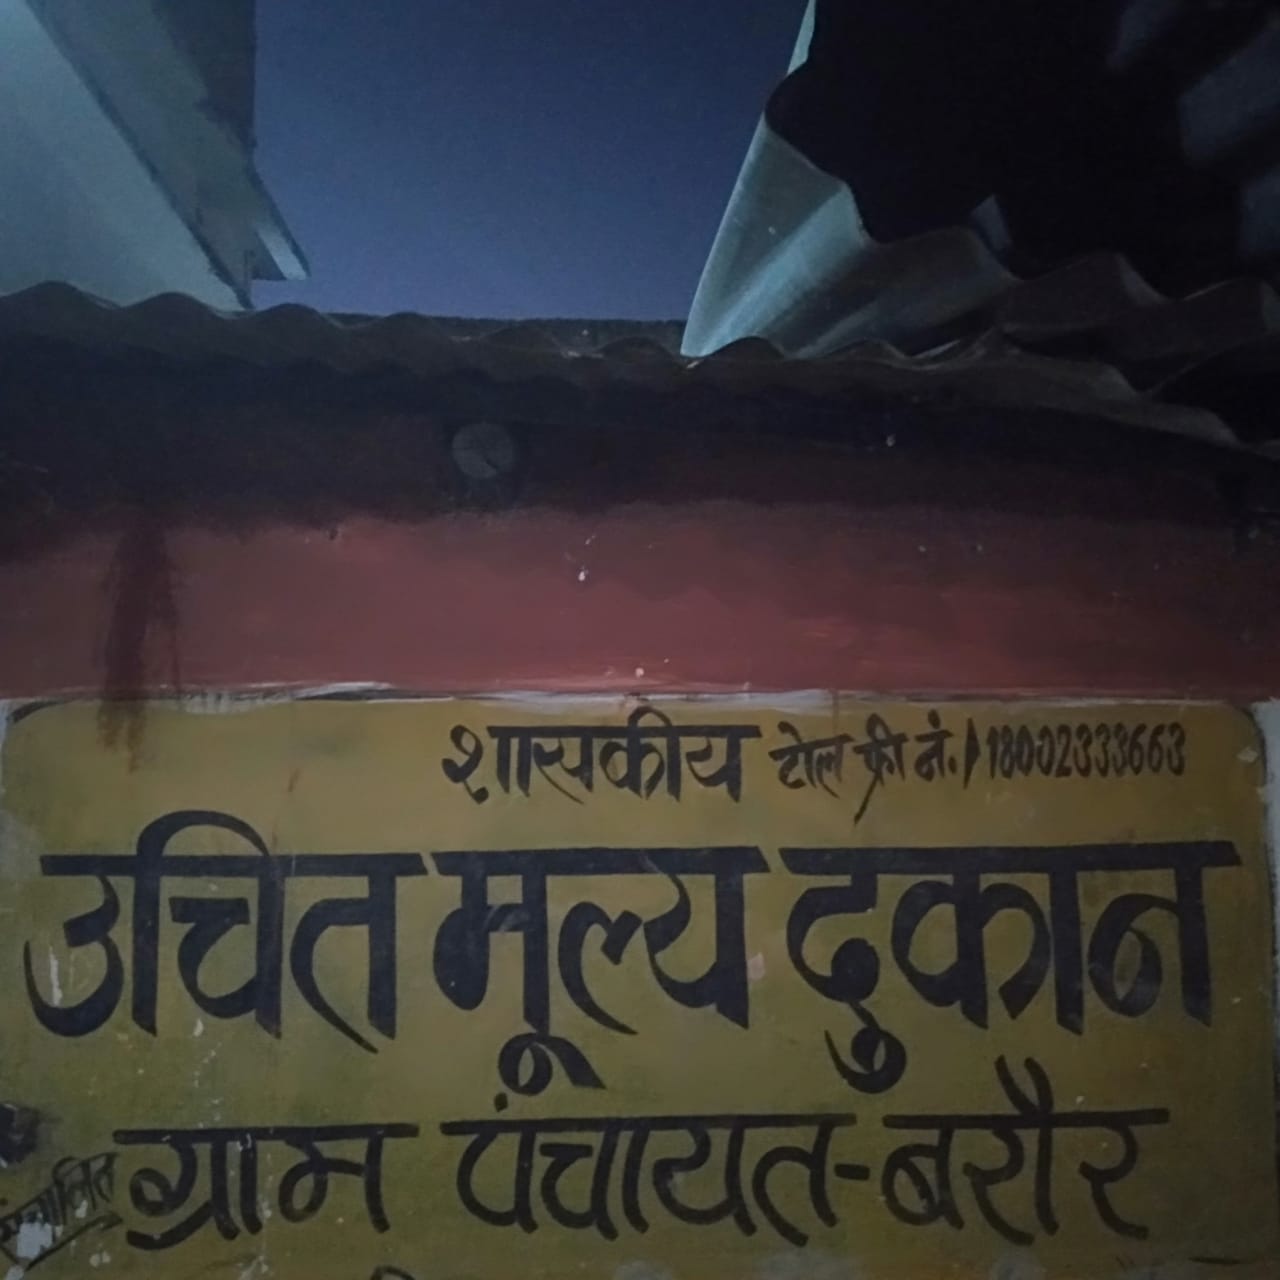 शासकीय टोल फ्री नं. 18002333663
उचित मूल्य दुकान
संचालित ग्राम पंचायत-बरौर